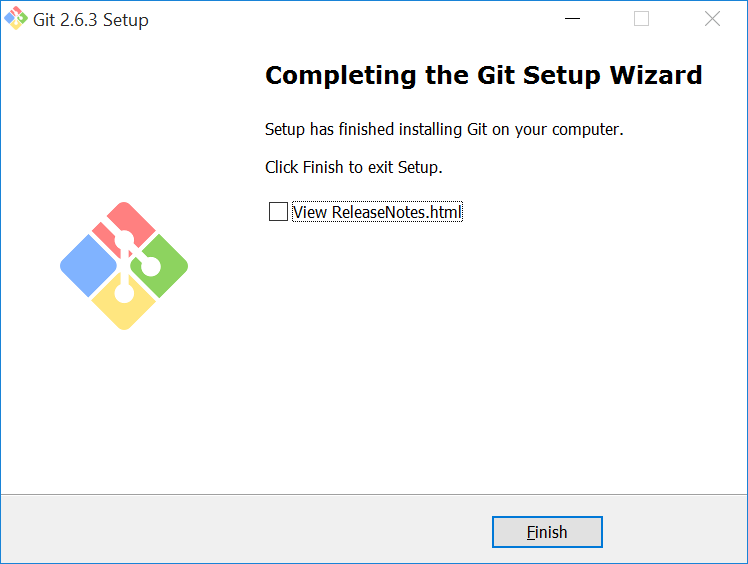 Git 2.6.3 Setup
Completing the Git Setup Wizard
Setup has finished installing Git on your computer.
Click Finish to exit Setup.
View ReleaseNotes.html
Finish